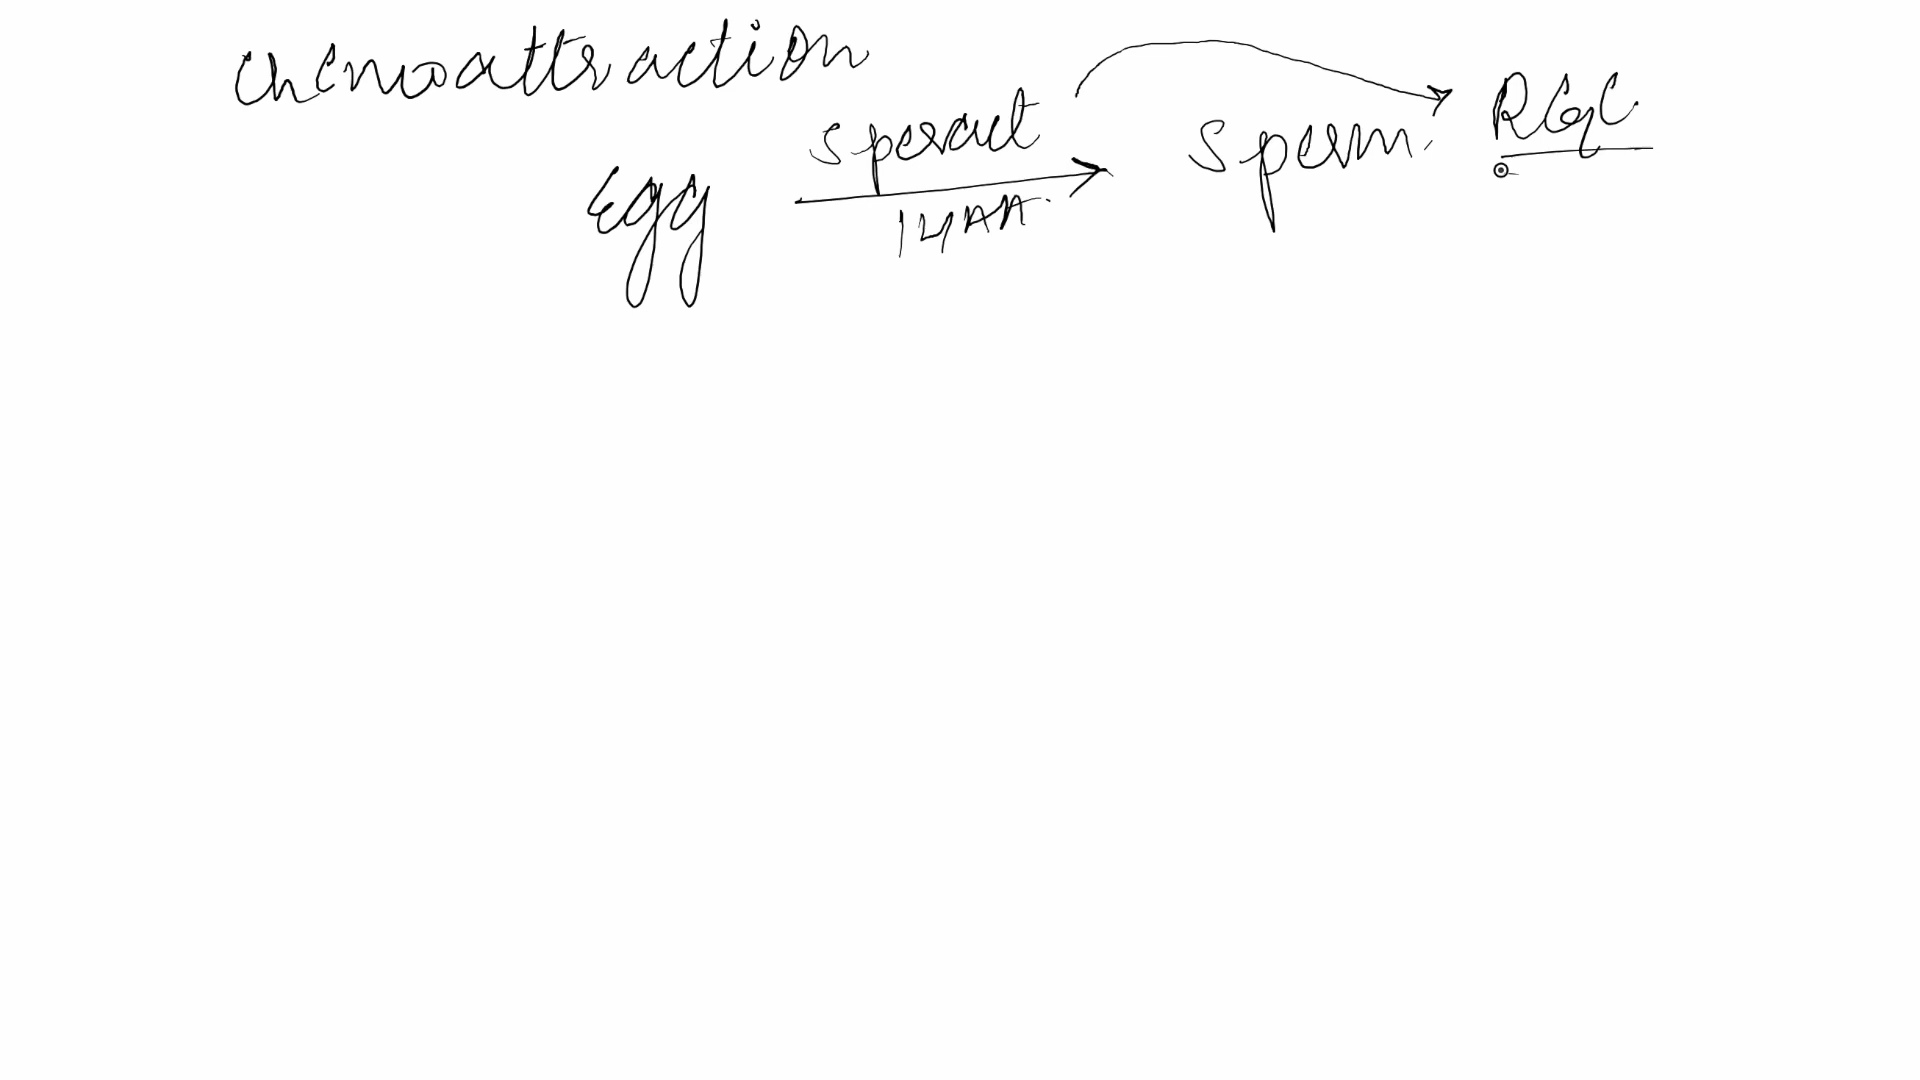 Chemoattraction
Speract
RGC
Egg → Sperm.
14AA.